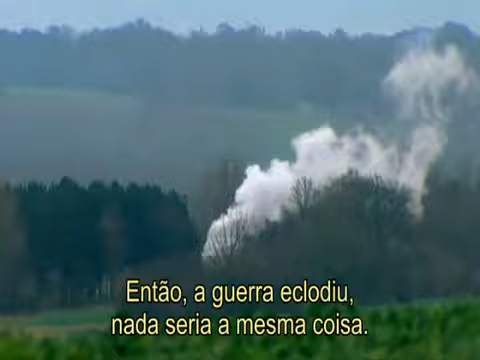 Então, a guerra eclodiu,
nada seria a mesma coisa.